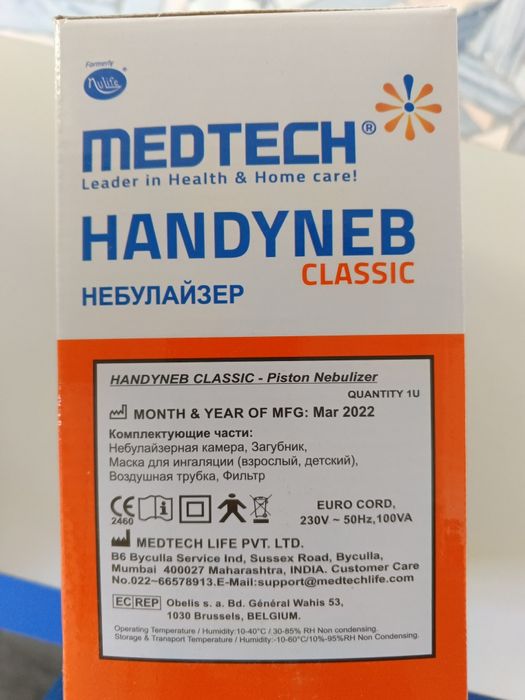 Formerly
nulife
MEDTECH®
Leader in Health & Home care!
HANDYNEB
CLASSIC
НЕБУЛАЙЗЕР
HANDYNEB CLASSIC - Piston Nebulizer
QUANTITY 1U
MONTH & YEAR OF MFG: Mar 2022
Комплектующие части:
Небулайзерная камера, Загубник,
Маска для ингаляции (взрослый, детский),
Воздушная трубка, Фильтр
CE
2460
EURO CORD,
230V ~ 50Hz,100VA
MEDTECH LIFE PVT. LTD.
B6 Byculla Service Ind, Sussex Road, Byculla,
Mumbai 400027 Maharashtra, INDIA. Customer Care
No.022-66578913.E-Mail:support@medtechlife.com
EC REP Obelis s. a. Bd. Général Wahis 53,
1030 Brussels, BELGIUM.
Operating Temperature / Humidity:10-40°C / 30-85% RH Non condensing.
Storage & Transport Temperature / Humidity:-10-60°C/10%-95%RH Non Condensing.